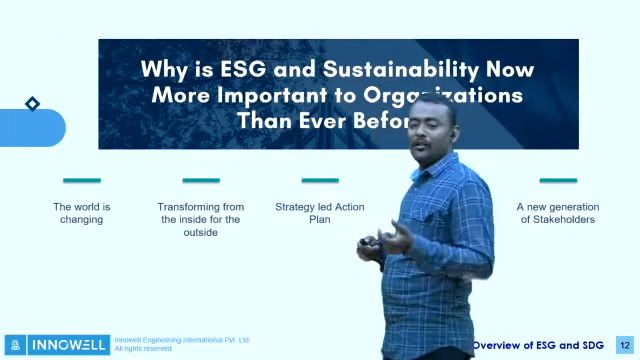 Why is ESG and Sustainability Now
More Important to Organizations
Than Ever
The world is
changing
Transforming from
the inside for the
outside
Strategy led Action
Plan
A new generation
of Stakeholders
INNOWELL
Innowell Engineering International Pvt. Ltd
All rights reserved
Overview of ESG and SDG
12